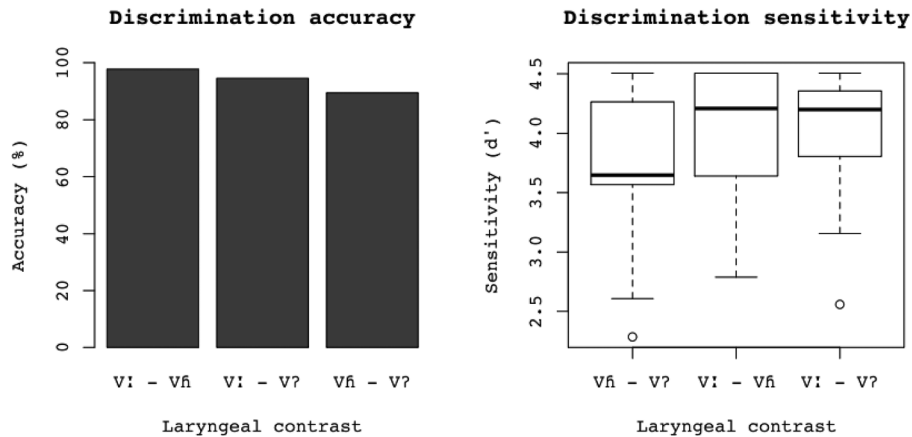 Discrimination accuracy
100
80
60
40
20
0
Accuracy (%)
Vː - Vɦ
Vː - Vʔ
Vɦ - Vʔ
Laryngeal contrast
Discrimination sensitivity
4.5
4.0
3.5
3.0
2.5
Sensitivity (d')
Vɦ - Vʔ
Vː - Vɦ
Vː - Vʔ
Laryngeal contrast